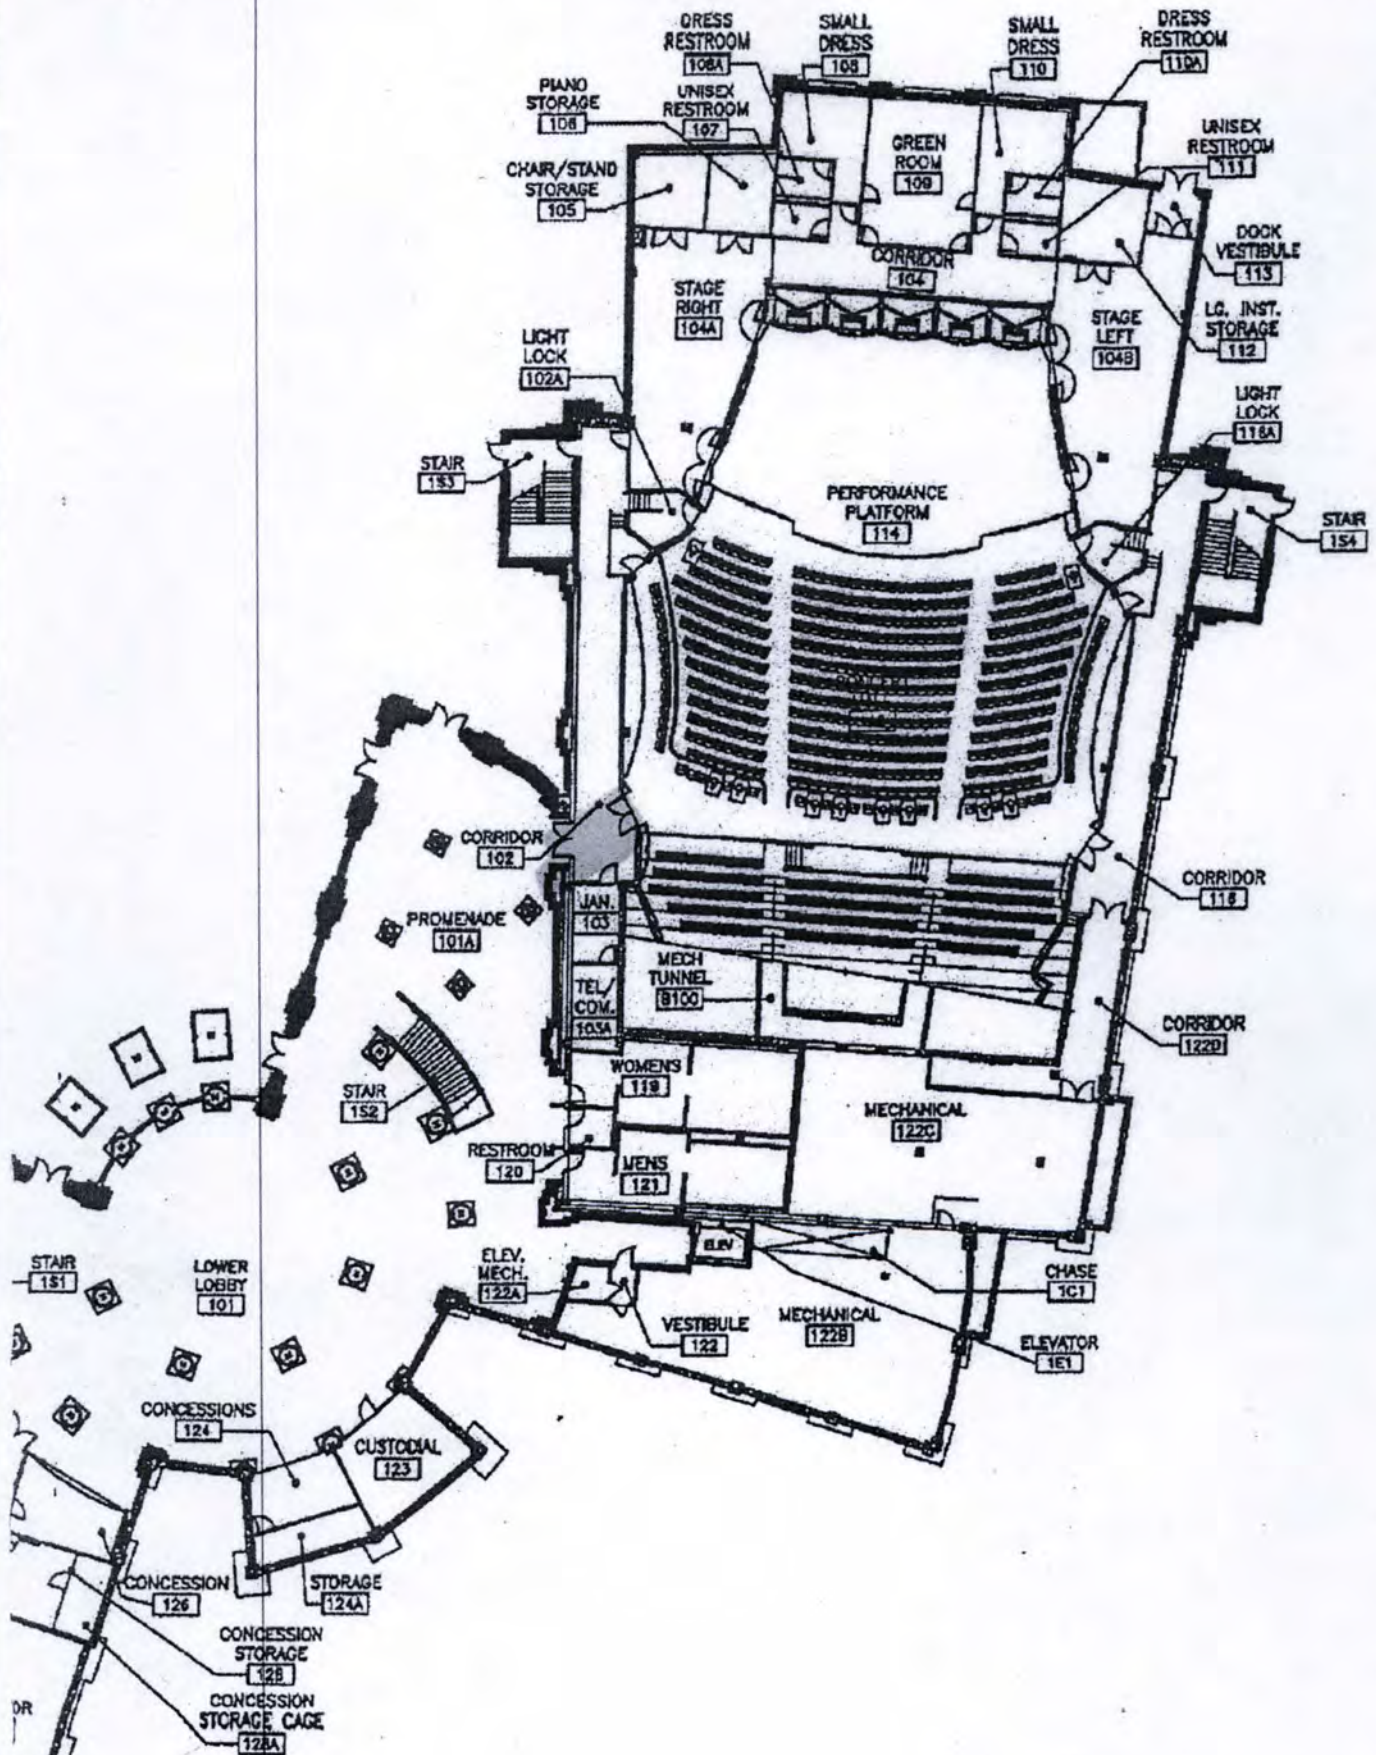 DRESS
RESTROOM
108A
SMALL
DRESS
108
SMALL
DRESS
110
DRESS
RESTROOM
110A
PIANO
STORAGE
106
UNISEX
RESTROOM
107
GREEN
ROOM
109
UNISEX
RESTROOM
111
CHAIR/STAND
STORAGE
105
DOCK
VESTIBULE
113
CORRIDOR
104
STAGE
RIGHT
104A
STAGE
LEFT
104B
LG. INST.
STORAGE
112
LIGHT
LOCK
102A
LIGHT
LOCK
116A
STAIR
1S3
PERFORMANCE
PLATFORM
114
STAIR
1S4
CORRIDOR
102
CORRIDOR
116
JAN.
103
PROMENADE
101A
MECH
TUNNEL
B100
TEL/
COM.
103A
CORRIDOR
122D
WOMENS
119
STAIR
1S2
MECHANICAL
122C
RESTROOM
120
MENS
121
ELEV
STAIR
1S1
LOWER
LOBBY
101
ELEV.
MECH.
122A
CHASE
1C1
VESTIBULE
122
MECHANICAL
122B
ELEVATOR
1E1
CONCESSIONS
124
CUSTODIAL
123
CONCESSION
126
STORAGE
124A
CONCESSION
STORAGE
CONCESSION
STORAGE CAGE
OR